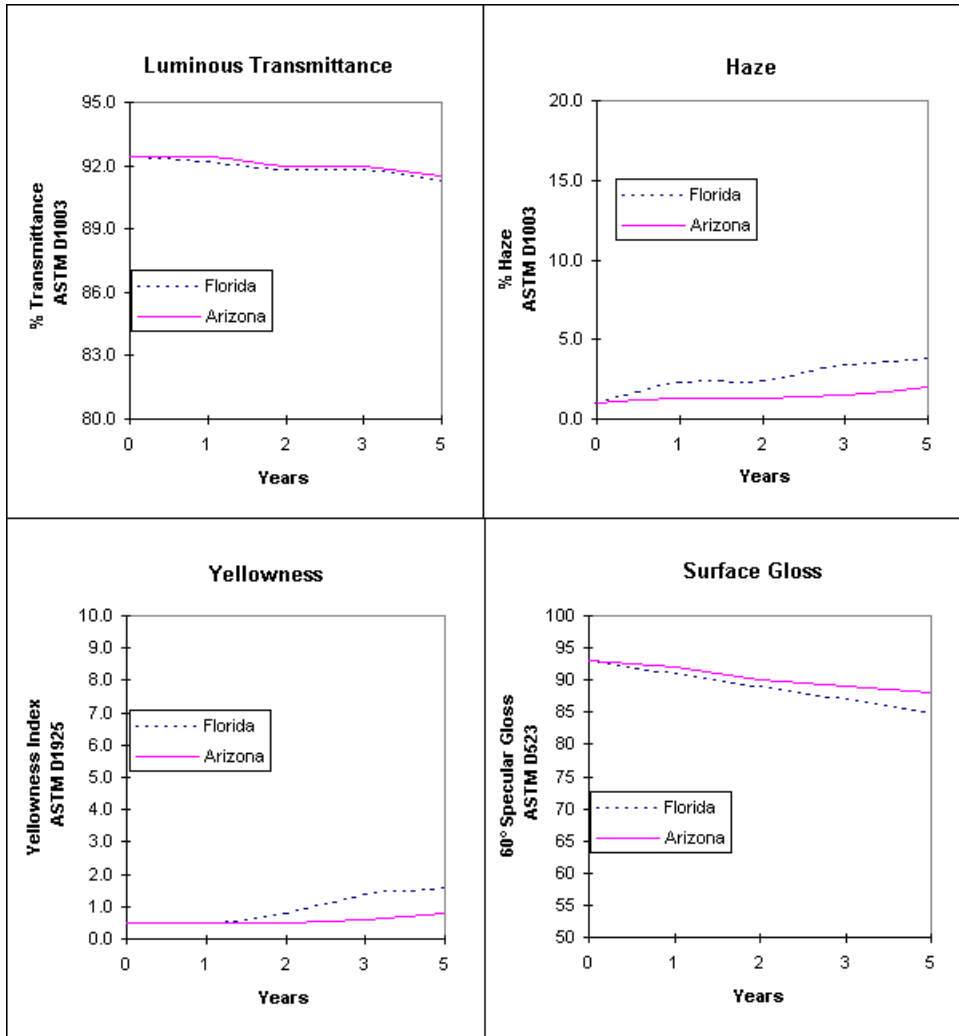 Luminous Transmittance
% Transmittance
ASTM D1003
95.0
92.0
89.0
86.0
83.0
80.0
Florida
Arizona
0 1 2 3 5
Years
Haze
% Haze
ASTM D1003
20.0
15.0
10.0
5.0
0.0
Florida
Arizona
0 1 2 3 5
Years
Yellowness
Yellowness Index
ASTM D1925
10.0
9.0
8.0
7.0
6.0
5.0
4.0
3.0
2.0
1.0
0.0
Florida
Arizona
0 1 2 3 5
Years
Surface Gloss
60° Specular Gloss
ASTM D523
100
95
90
85
80
75
70
65
60
55
50
Florida
Arizona
0 1 2 3 5
Years